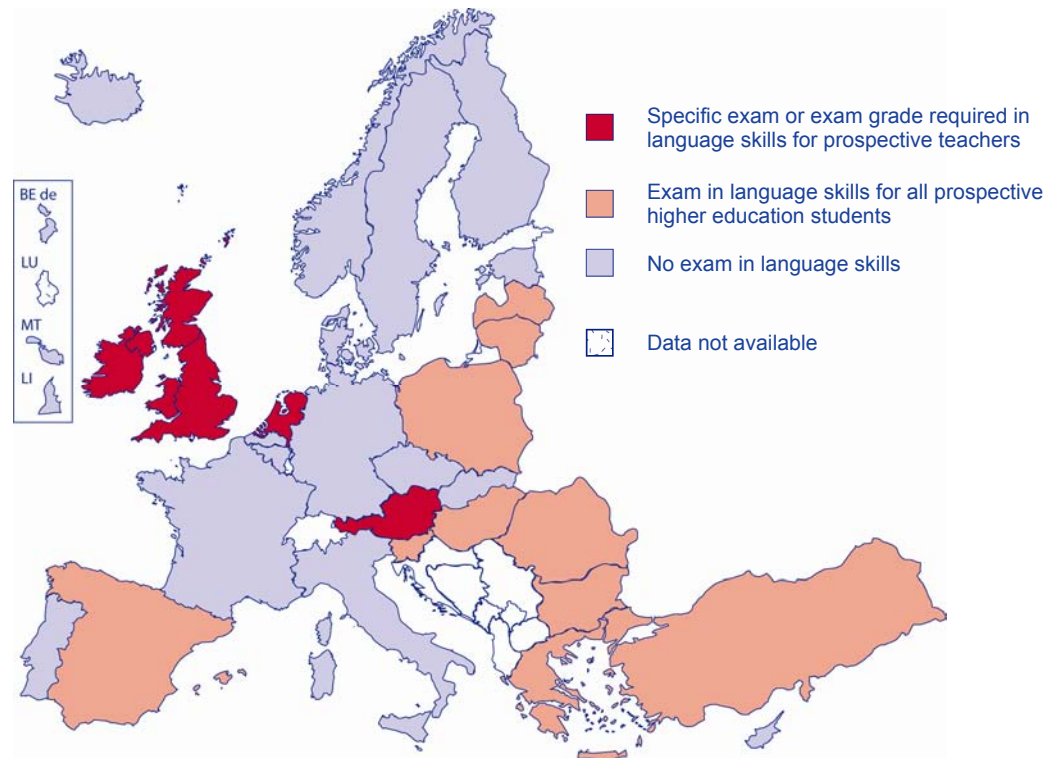 Specific exam or exam grade required in
language skills for prospective teachers
Exam in language skills for all prospective
higher education students
No exam in language skills
Data not available
BE de
LU
MT
LI